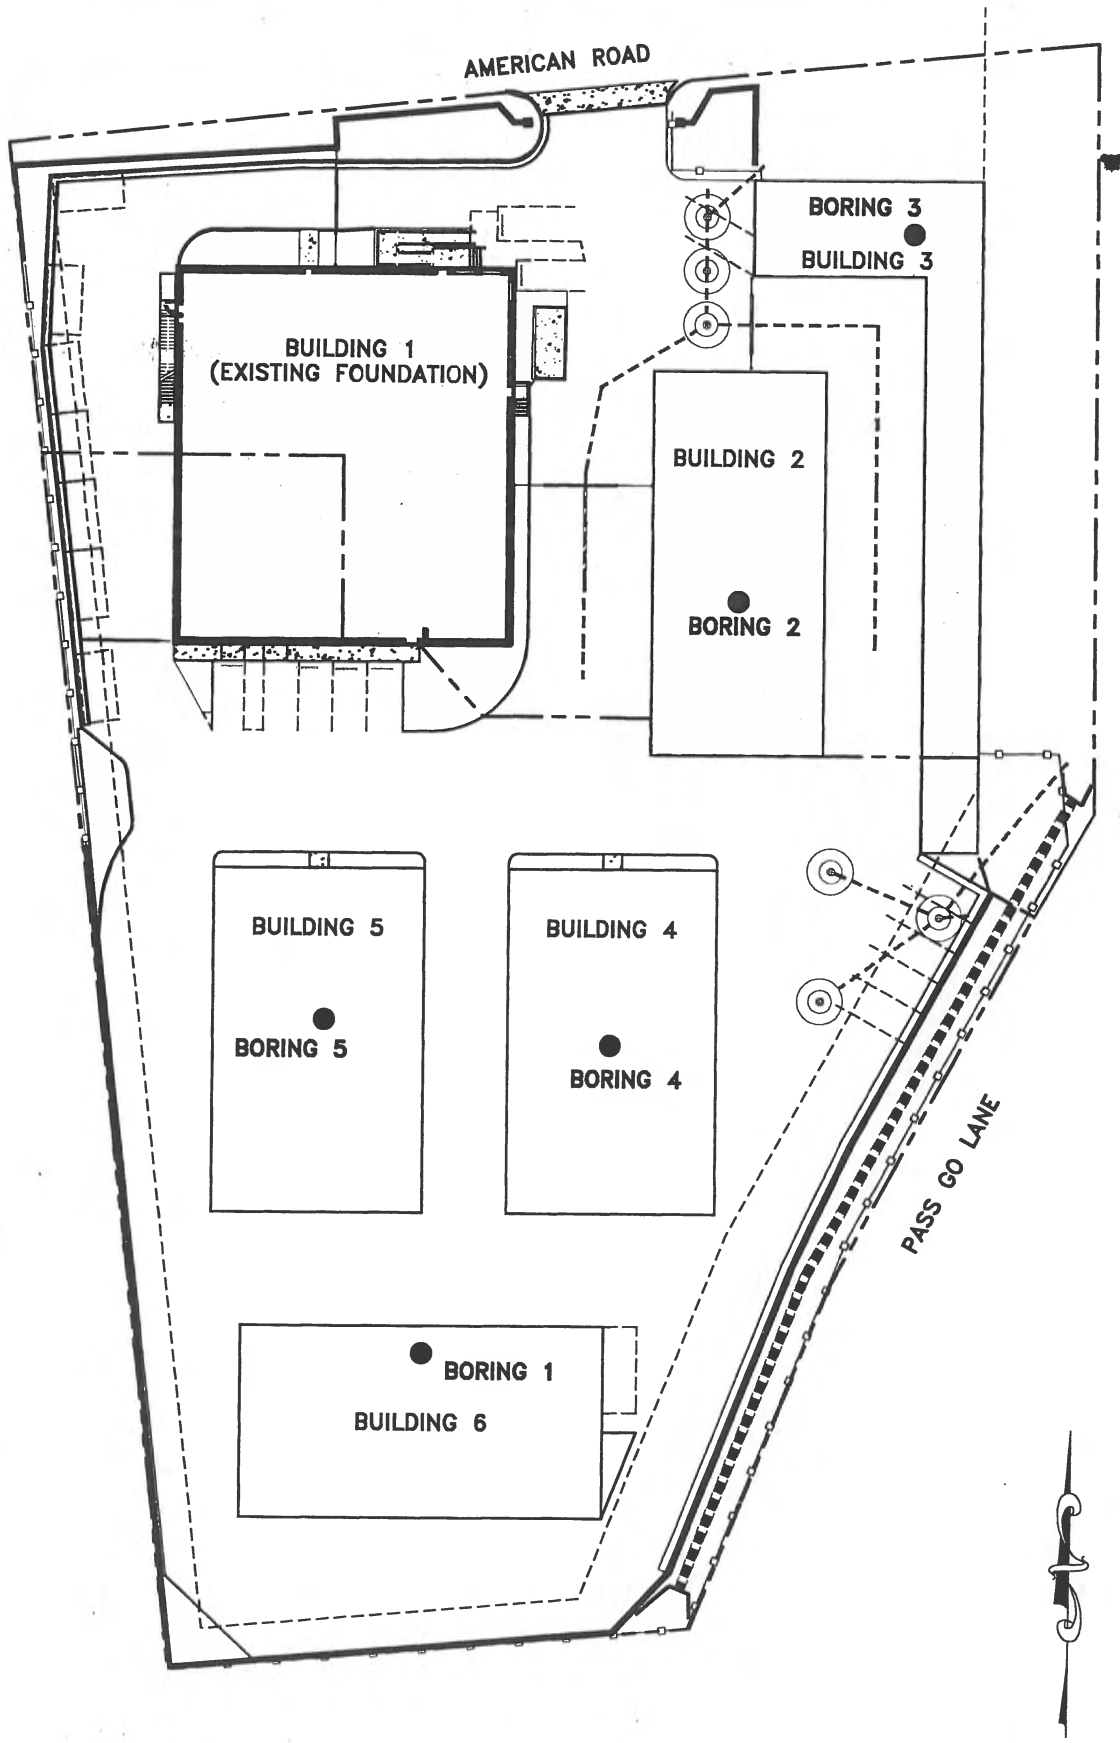 AMERICAN ROAD
BORING 3
BUILDING 3
BUILDING 1
(EXISTING FOUNDATION)
BUILDING 2
BORING 2
BUILDING 5
BORING 5
BUILDING 4
BORING 4
PASS GO LANE
BORING 1
BUILDING 6